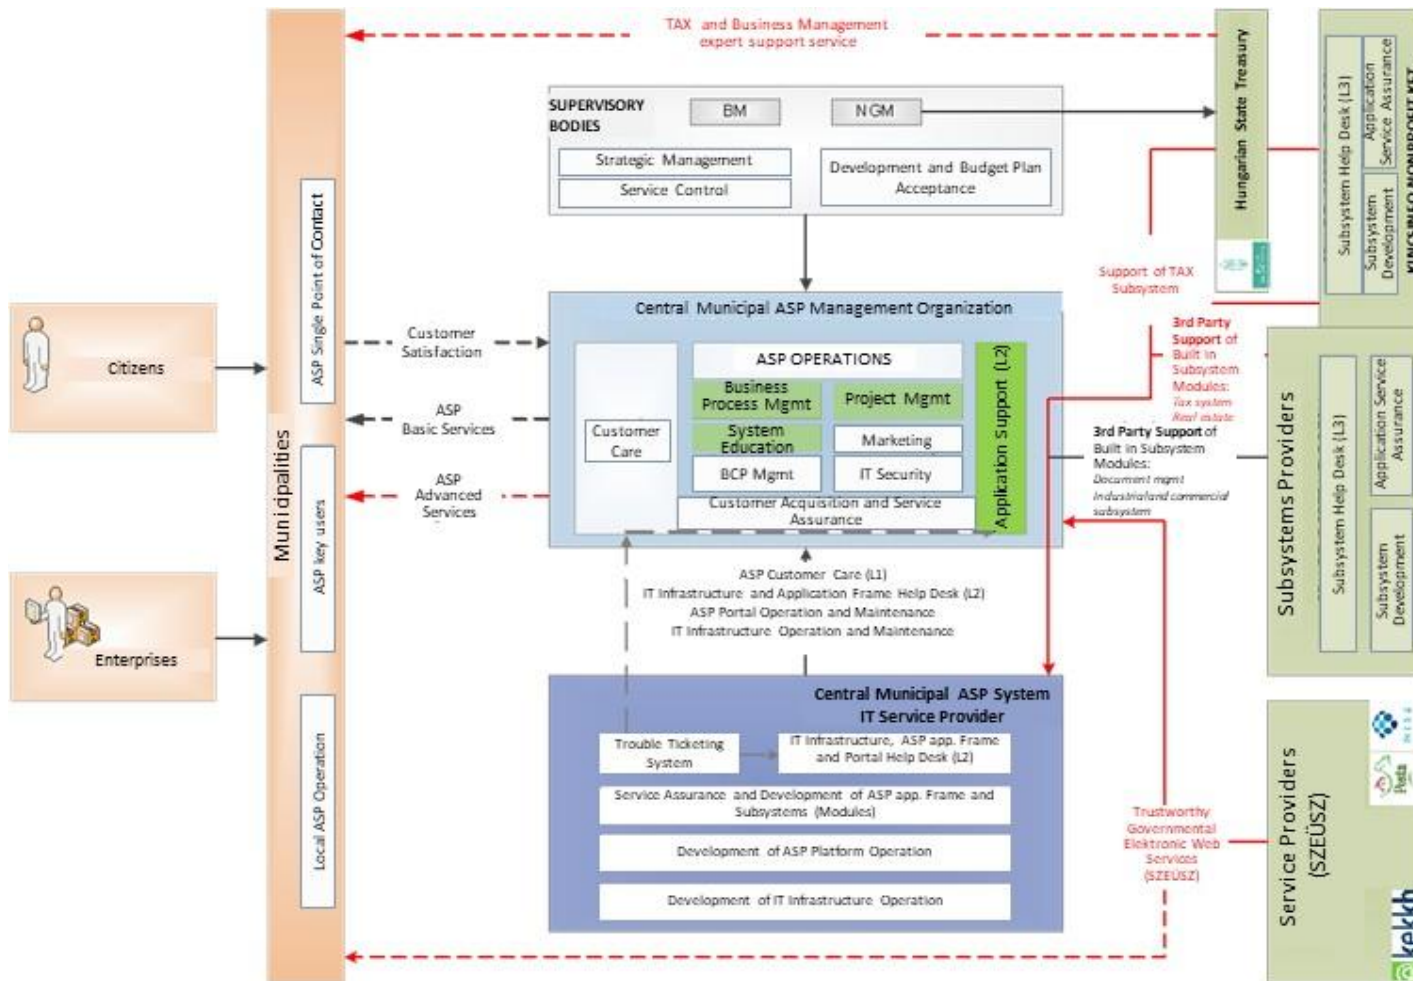 TAX and Business Management
expert support service
SUPERVISORY
BODIES
BM
NGM
Strategic Management
Service Control
Development and Budget Plan
Acceptance
Hungarian State Treasury
Subsystem Help Desk (L3)
Application
Service Assurance
Subsystem
Development
KINCSINFO NONPROFIT KFT
Citizens
Enterprises
Muni dpalities
ASP Single Point of Contact
ASP key users
Local ASP Operation
Customer
Satisfaction
ASP
Basic Services
ASP
Advanced
Services
Central Municipal ASP Management Organization
Customer
Care
ASP OPERATIONS
Business
Process Mgmt
Project Mgmt
System
Education
Marketing
BCP Mgmt
IT Security
Customer Acquisition and Service
Assurance
Application Support (L2)
Support of TAX
Subsystem
3rd Party
Support of
Built in
Subsystem
Modules:
Tax system
Real estate
3rd Party Support of
Built in Subsystem
Modules:
Document mgmt
Industrialand commercial
subsystem
Subsystems Providers
Subsystem Help Desk (L3)
Application Service
Assurance
Subsystem
Development
ASP Customer Care (L1)
IT Infrastructure and Application Frame Help Desk (L2)
ASP Portal Operation and Maintenance
IT Infrastructure Operation and Maintenance
Central Municipal ASP System
IT Service Provider
Trouble Ticketing
System
IT Infrastructure, ASP app. Frame
and Portal Help Desk (L2)
Service Assurance and Development of ASP app. Frame and
Subsystems (Modules)
Development of ASP Platform Operation
Development of IT Infrastructure Operation
Trustworthy
Governmental
Elektronic Web
Services
(SZEÜSZ)
Service Providers
(SZEÜSZ)
NISZ
Posta
@kekkh